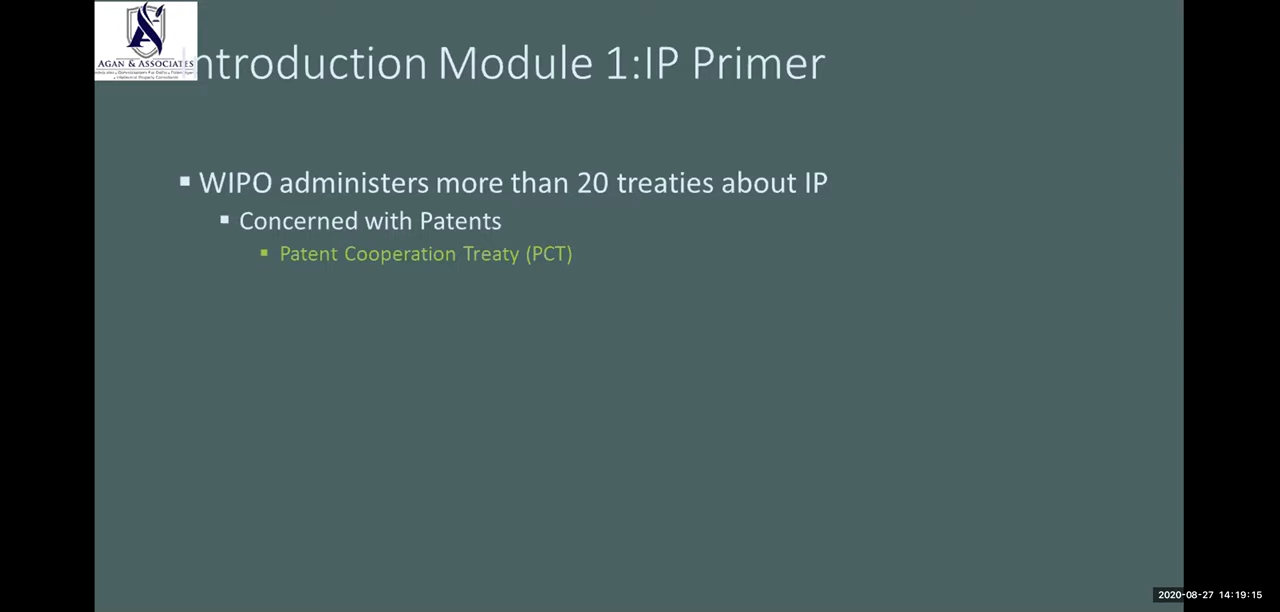 AGAN & ASSOCIATES
Introduction Module 1:IP Primer
WIPO administers more than 20 treaties about IP
Concerned with Patents
Patent Cooperation Treaty (PCT)
2020-08-27 14:19:15